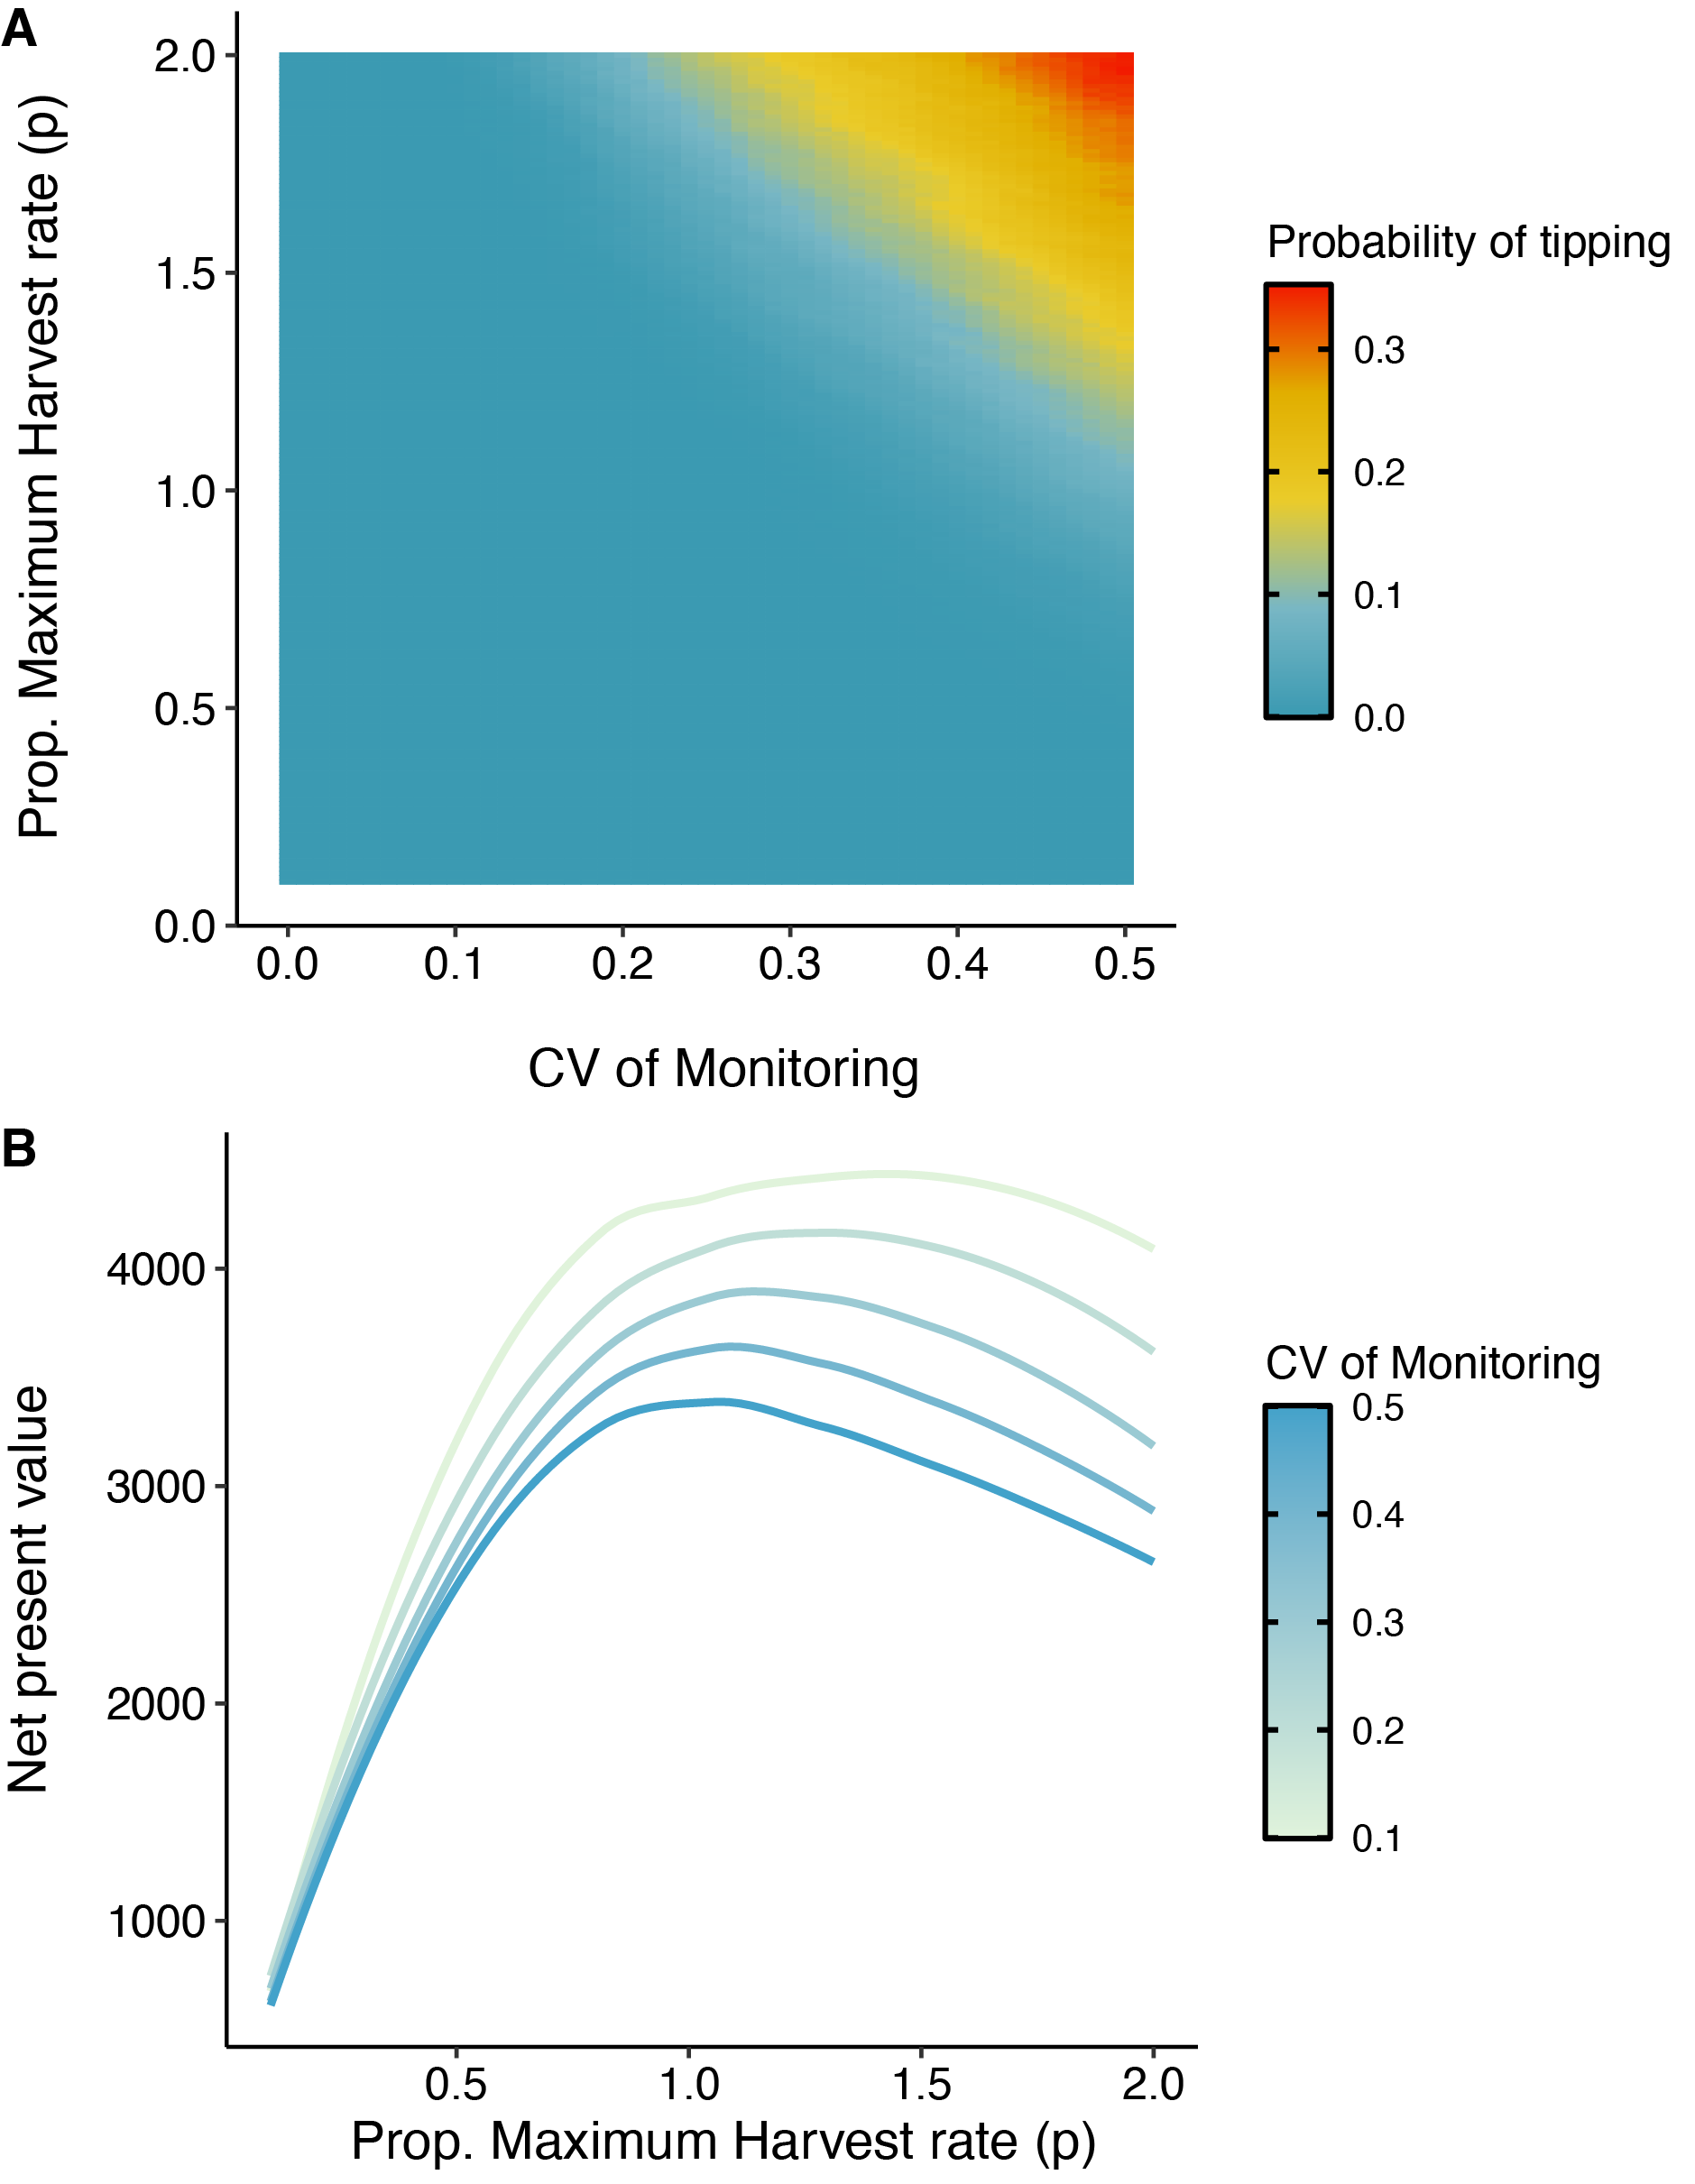 A
Prop. Maximum Harvest rate (p)
2.0
1.5
1.0
0.5
0.0
0.0 0.1 0.2 0.3 0.4 0.5
CV of Monitoring
Probability of tipping
0.3
0.2
0.1
0.0
B
Net present value
4000
3000
2000
1000
0.5 1.0 1.5 2.0
Prop. Maximum Harvest rate (p)
CV of Monitoring
0.5
0.4
0.3
0.2
0.1